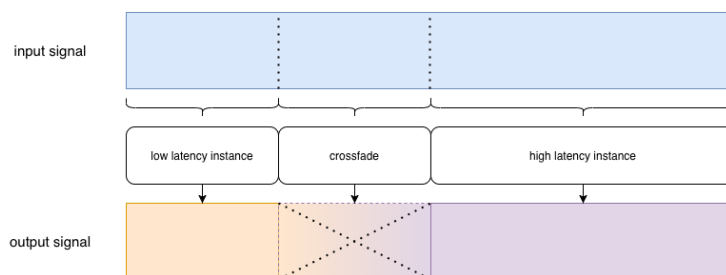 input signal
low latency instance
crossfade
high latency instance
output signal